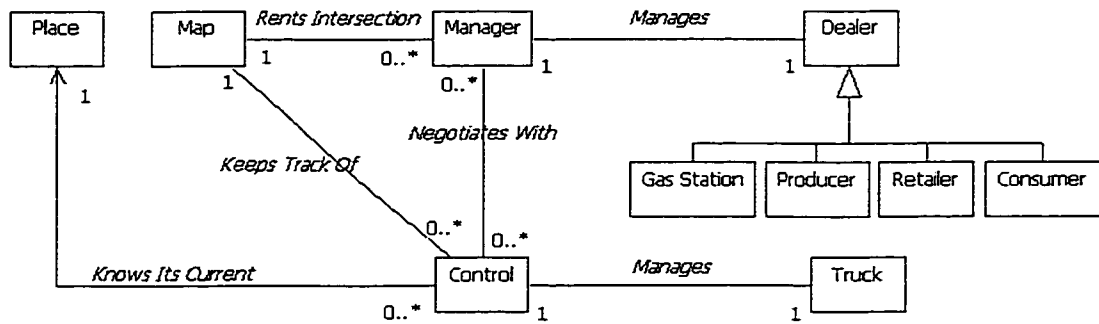 Rents Intersection
Manages
Place
Map
Manager
Dealer
1
0..*
1
1
1
1
0..*
Negotiates With
Keeps Track Of
Gas Station
Producer
Retailer
Consumer
0..*
0..*
Knows Its Current
Control
Manages
Truck
0..*
1
1